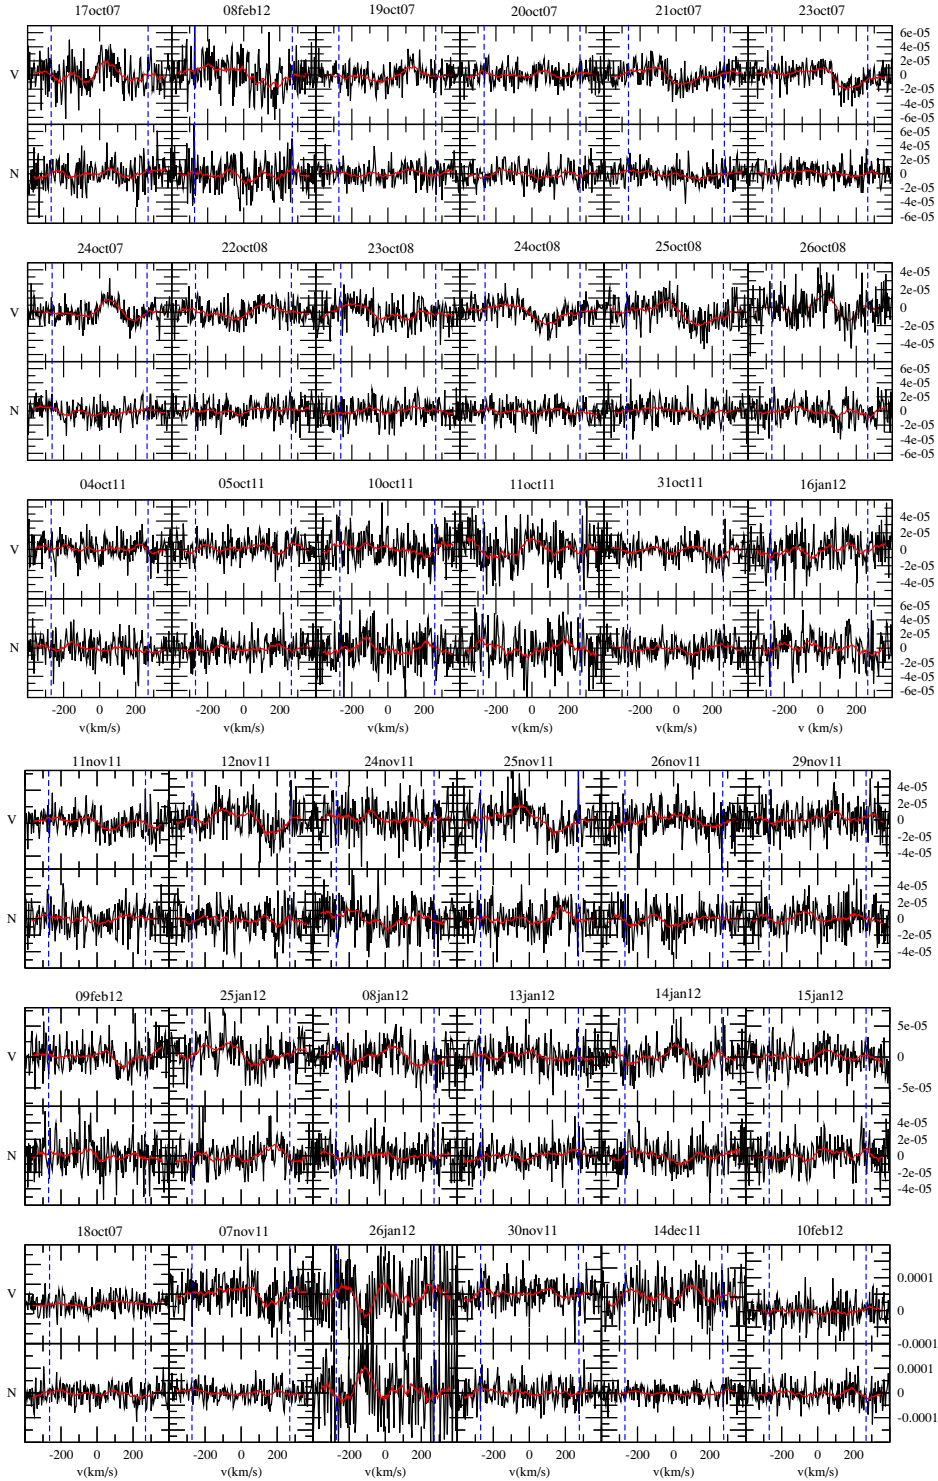 17oct07 08feb12 19oct07 20oct07 21oct07 23oct07
6e-05
4e-05
2e-05
V 0
-2e-05
-4e-05
-6e-05
6e-05
4e-05
2e-05
N 0
-2e-05
-4e-05
-6e-05
24oct07 22oct08 23oct08 24oct08 25oct08 26oct08
4e-05
2e-05
V 0
-2e-05
-4e-05
6e-05
4e-05
2e-05
N 0
-2e-05
-4e-05
-6e-05
04oct11 05oct11 10oct11 11oct11 31oct11 16jan12
4e-05
2e-05
V 0
-2e-05
-4e-05
6e-05
4e-05
2e-05
N 0
-2e-05
-4e-05
-6e-05
-200 0 200 -200 0 200 -200 0 200 -200 0 200 -200 0 200 -200 0 200
v(km/s) v(km/s) v(km/s) v(km/s) v(km/s) v (km/s)
11nov11 12nov11 24nov11 25nov11 26nov11 29nov11
4e-05
2e-05
V 0
-2e-05
-4e-05
4e-05
2e-05
N 0
-2e-05
-4e-05
09feb12 25jan12 08jan12 13jan12 14jan12 15jan12
5e-05
V 0
-5e-05
4e-05
2e-05
N 0
-2e-05
-4e-05
18oct07 07nov11 26jan12 30nov11 14dec11 10feb12
0.0001
V
0
-0.0001
0.0001
N 0
-0.0001
-200 0 200 -200 0 200 -200 0 200 -200 0 200 -200 0 200 -200 0 200
v(km/s) v(km/s) v(km/s) v(km/s) v(km/s) v(km/s)